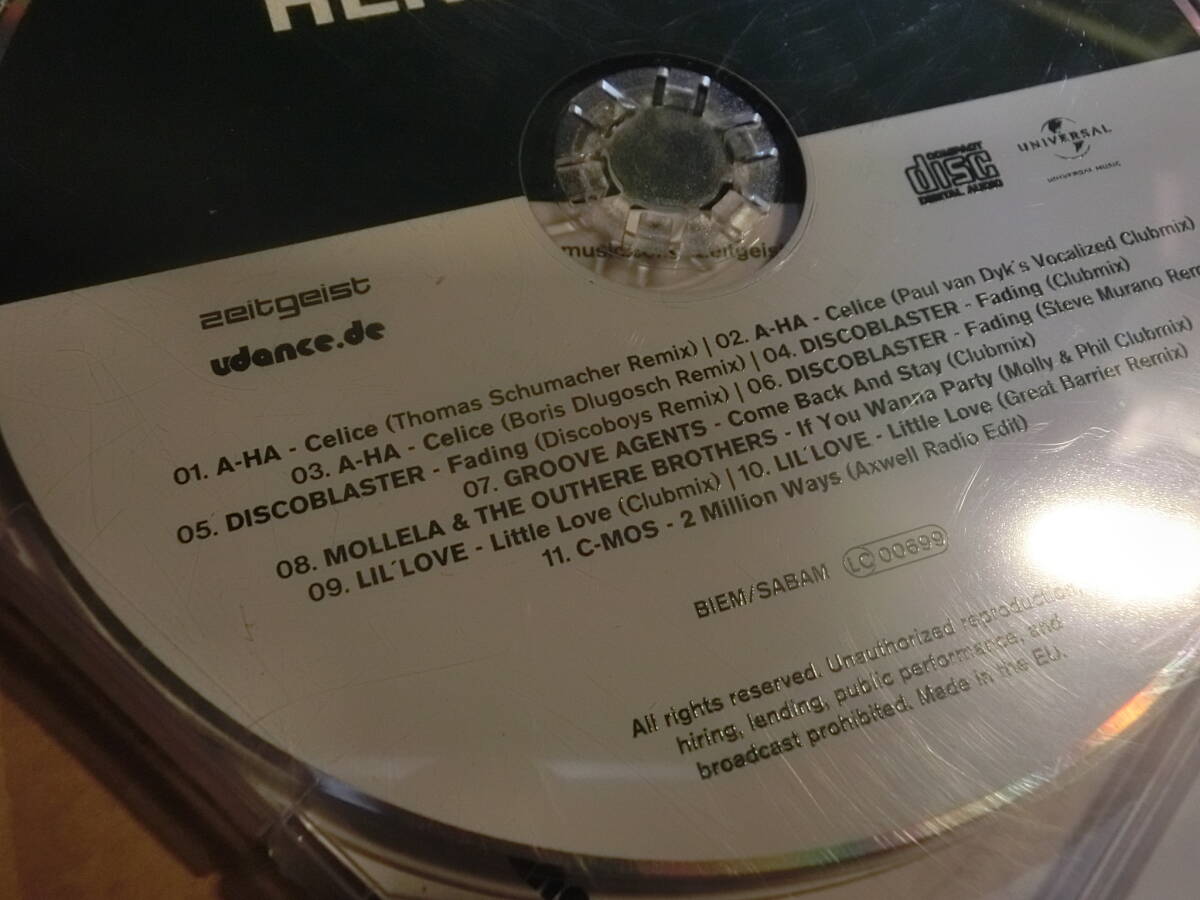 COMPACT
disc
DIGITAL AUDIO
UNIVERSAL
UNIVERSAL MUSIC
zeitgeist
zeitgeist
udance.de
01. A-HA - Celice (Thomas Schumacher Remix) | 02. A-HA - Celice (Paul van Dyk´s Vocalized Clubmix)
03. A-HA - Celice (Boris Dlugosch Remix) | 04. DISCOBLASTER - Fading (Clubmix)
05. DISCOBLASTER - Fading (Discoboys Remix) | 06. DISCOBLASTER - Fading (Steve Murano
07. GROOVE AGENTS - Come Back And Stay (Clubmix)
08. MOLLELA & THE OUTHERE BROTHERS - If You Wanna Party (Molly & Phil Clubmix)
09. LIL´LOVE - Little Love (Clubmix) | 10. LIL´LOVE - Little Love (Great Barrier Remix)
11. C-MOS - 2 Million Ways (Axwell Radio Edit)
BIEM/SABAM LC 00699
All rights reserved. Unauthorized reproduction,
hiring, lending, public performance, and
broadcast prohibited. Made in the EU.